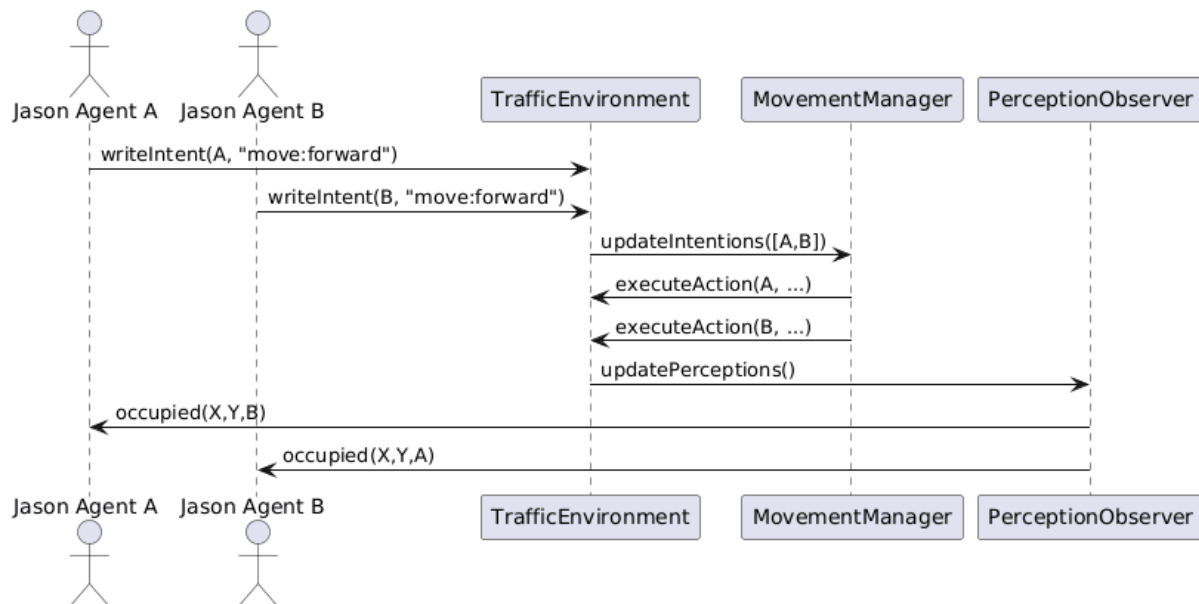 Jason Agent A Jason Agent B TrafficEnvironment MovementManager PerceptionObserver
writeIntent(A, "move:forward")
writeIntent(B, "move:forward")
updateIntentions([A,B])
executeAction(A, ...)
executeAction(B, ...)
updatePerceptions()
occupied(X,Y,B)
occupied(X,Y,A)
Jason Agent A Jason Agent B TrafficEnvironment MovementManager PerceptionObserver